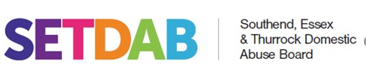 SETDAB
Southend, Essex
& Thurrock Domestic
Abuse Board